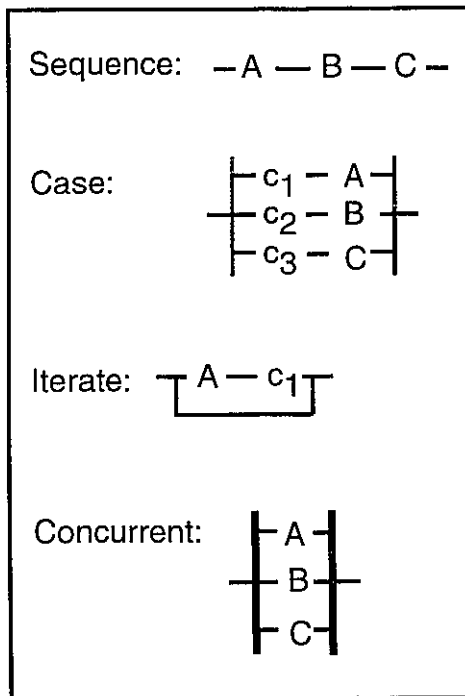 Sequence: A B C
c1 A
Case: c2 B
c3 C
Iterate: A c1
Concurrent: A
B
C